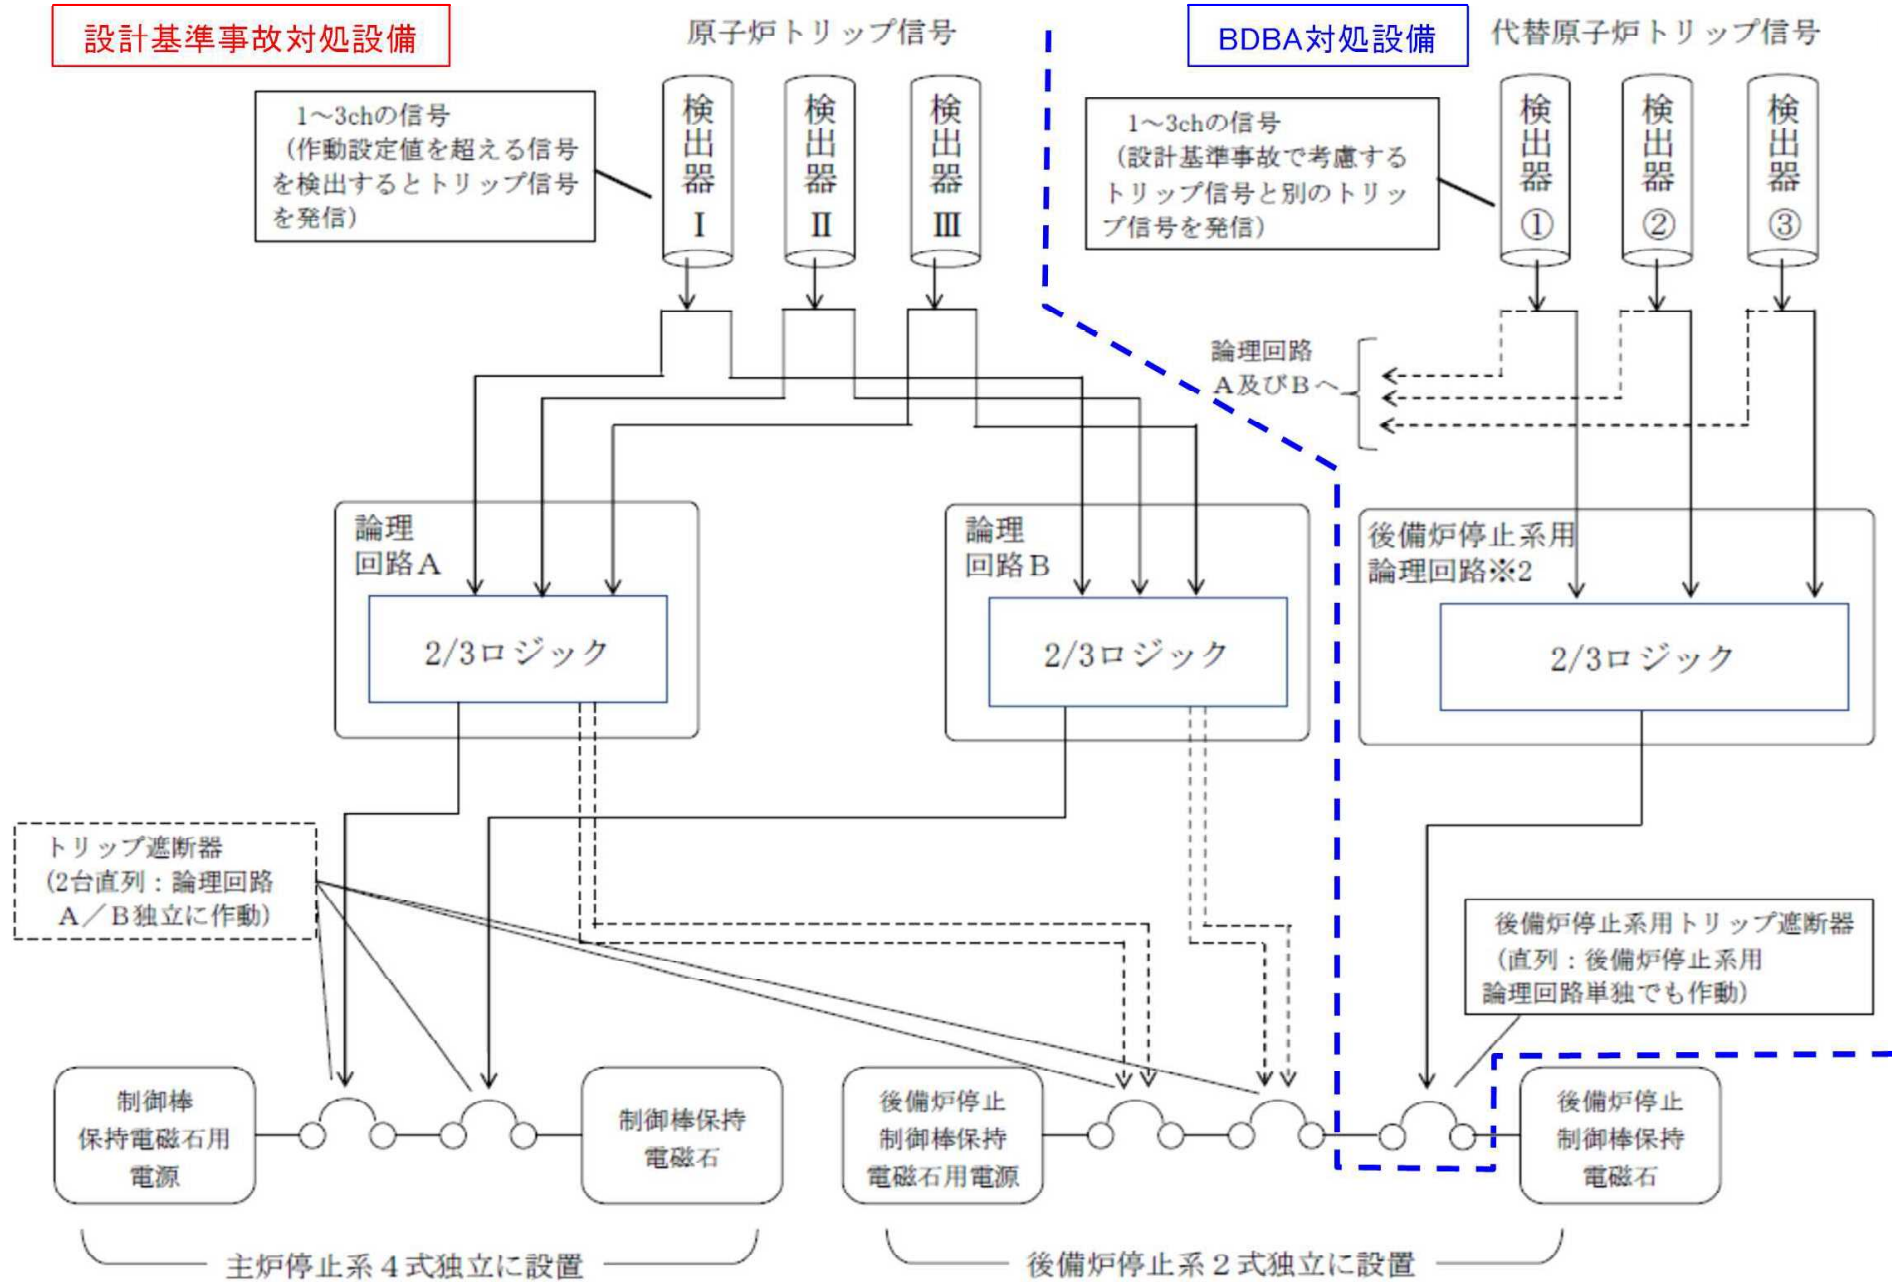 設計基準事故対処設備
原子炉トリップ信号
BDBA対処設備
代替原子炉トリップ信号
1～3chの信号
（作動設定値を超える信号
を検出するとトリップ信号
を発信）
検出器 Ⅰ
検出器 Ⅱ
検出器 Ⅲ
1～3chの信号
（設計基準事故で考慮する
トリップ信号と別のトリッ
プ信号を発信）
検出器 ①
検出器 ②
検出器 ③
論理回路
A及びBへ
論理
回路A
2/3ロジック
論理
回路B
2/3ロジック
後備炉停止系用
論理回路※2
2/3ロジック
トリップ遮断器
（2台直列：論理回路
A／B独立に作動）
後備炉停止系用トリップ遮断器
（直列：後備炉停止系用
論理回路単独でも作動）
制御棒
保持電磁石用
電源
制御棒保持
電磁石
後備炉停止
制御棒保持
電磁石用電源
後備炉停止
制御棒保持
電磁石
主炉停止系４式独立に設置
後備炉停止系２式独立に設置